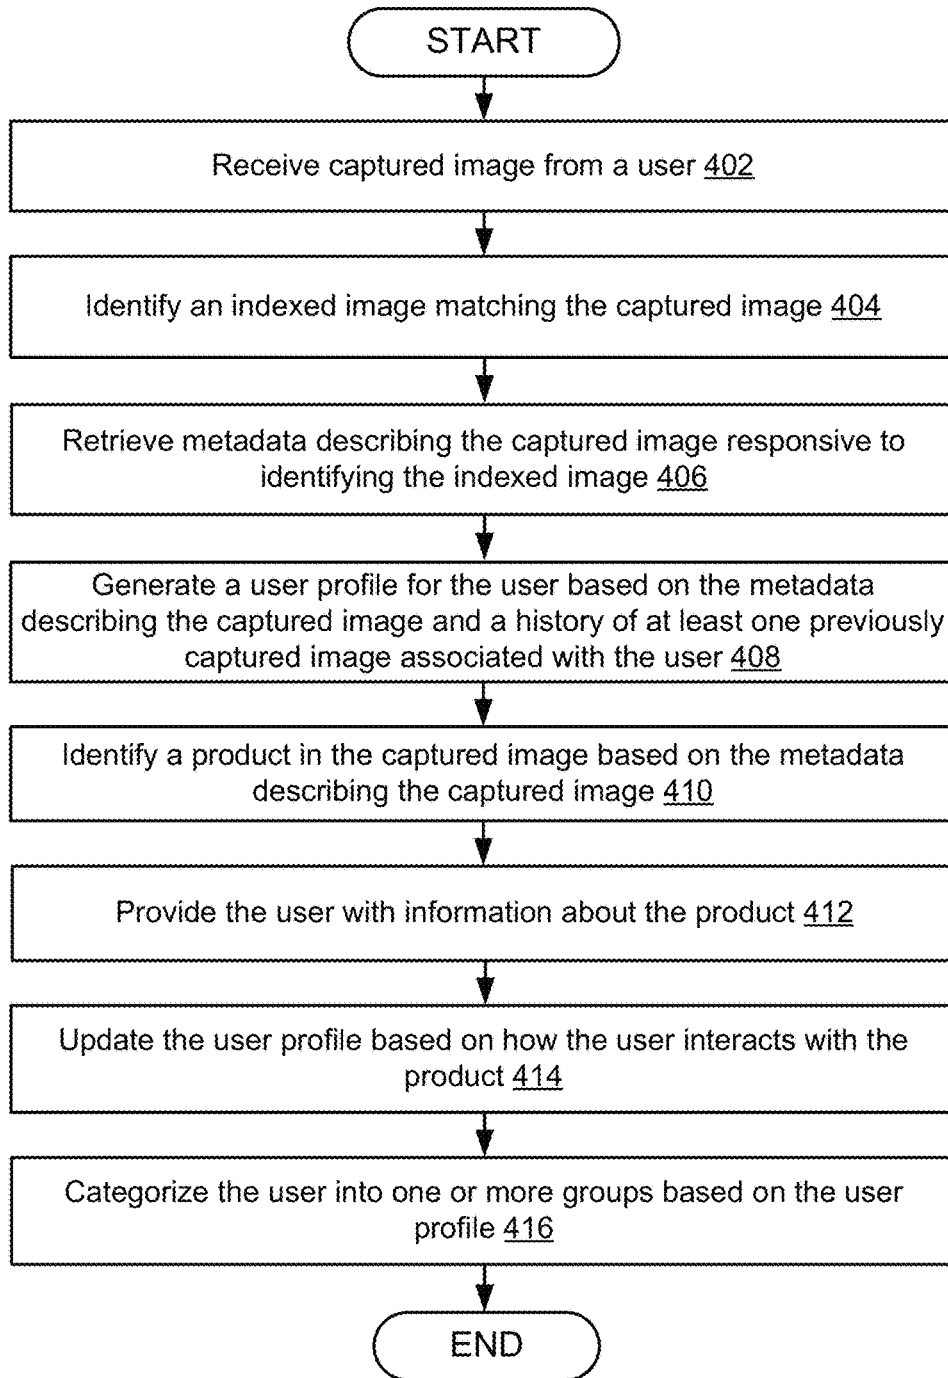 START
Receive captured image from a user 402
Identify an indexed image matching the captured image 404
Retrieve metadata describing the captured image responsive to
identifying the indexed image 406
Generate a user profile for the user based on the metadata
describing the captured image and a history of at least one previously
captured image associated with the user 408
Identify a product in the captured image based on the metadata
describing the captured image 410
Provide the user with information about the product 412
Update the user profile based on how the user interacts with the
product 414
Categorize the user into one or more groups based on the user
profile 416
END